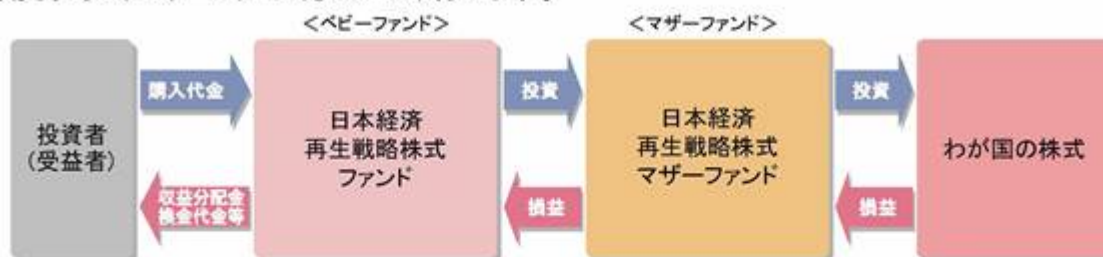 <ベビーファンド>
<マザーファンド>
投資者
(受益者)
購入代金
収益分配金
換金代金等
日本経済
再生戦略株式
ファンド
投資
損益
日本経済
再生戦略株式
マザーファンド
投資
損益
わが国の株式